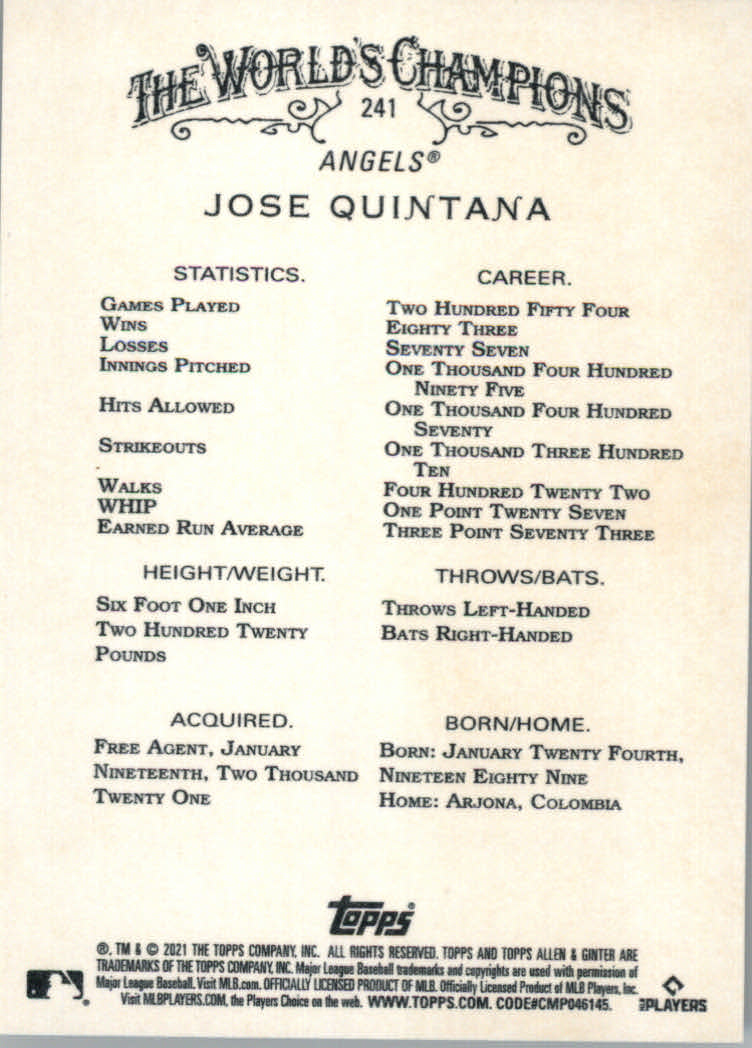 THE WORLD'S CHAMPIONS
241
ANGELS®
JOSE QUINTANA
STATISTICS.
GAMES PLAYED
WINS
LOSSES
INNINGS PITCHED
HITS ALLOWED
STRIKEOUTS
WALKS
WHIP
EARNED RUN AVERAGE
CAREER.
TWO HUNDRED FIFTY FOUR
EIGHTY THREE
SEVENTY SEVEN
ONE THOUSAND FOUR HUNDRED
NINETY FIVE
ONE THOUSAND FOUR HUNDRED
SEVENTY
ONE THOUSAND THREE HUNDRED
TEN
FOUR HUNDRED TWENTY TWO
ONE POINT TWENTY SEVEN
THREE POINT SEVENTY THREE
HEIGHT/WEIGHT.
SIX FOOT ONE INCH
TWO HUNDRED TWENTY
POUNDS
THROWS/BATS.
THROWS LEFT-HANDED
BATS RIGHT-HANDED
ACQUIRED.
FREE AGENT, JANUARY
NINETEENTH, TWO THOUSAND
TWENTY ONE
BORN/HOME.
BORN: JANUARY TWENTY FOURTH,
NINETEEN EIGHTY NINE
HOME: ARJONA, COLOMBIA
topps®
®, TM & © 2021 THE TOPPS COMPANY, INC. ALL RIGHTS RESERVED. TOPPS AND TOPPS ALLEN & GINTER ARE
TRADEMARKS OF THE TOPPS COMPANY, INC. Major League Baseball trademarks and copyrights are used with permission of
Major League Baseball. Visit MLB.com. OFFICIALLY LICENSED PRODUCT OF MLB. Officially Licensed Product of MLB Players, Inc.
Visit MLBPLAYERS.COM, the Players Choice on the web. WWW.TOPPS.COM. CODE#CMP046145.
PLAYERS